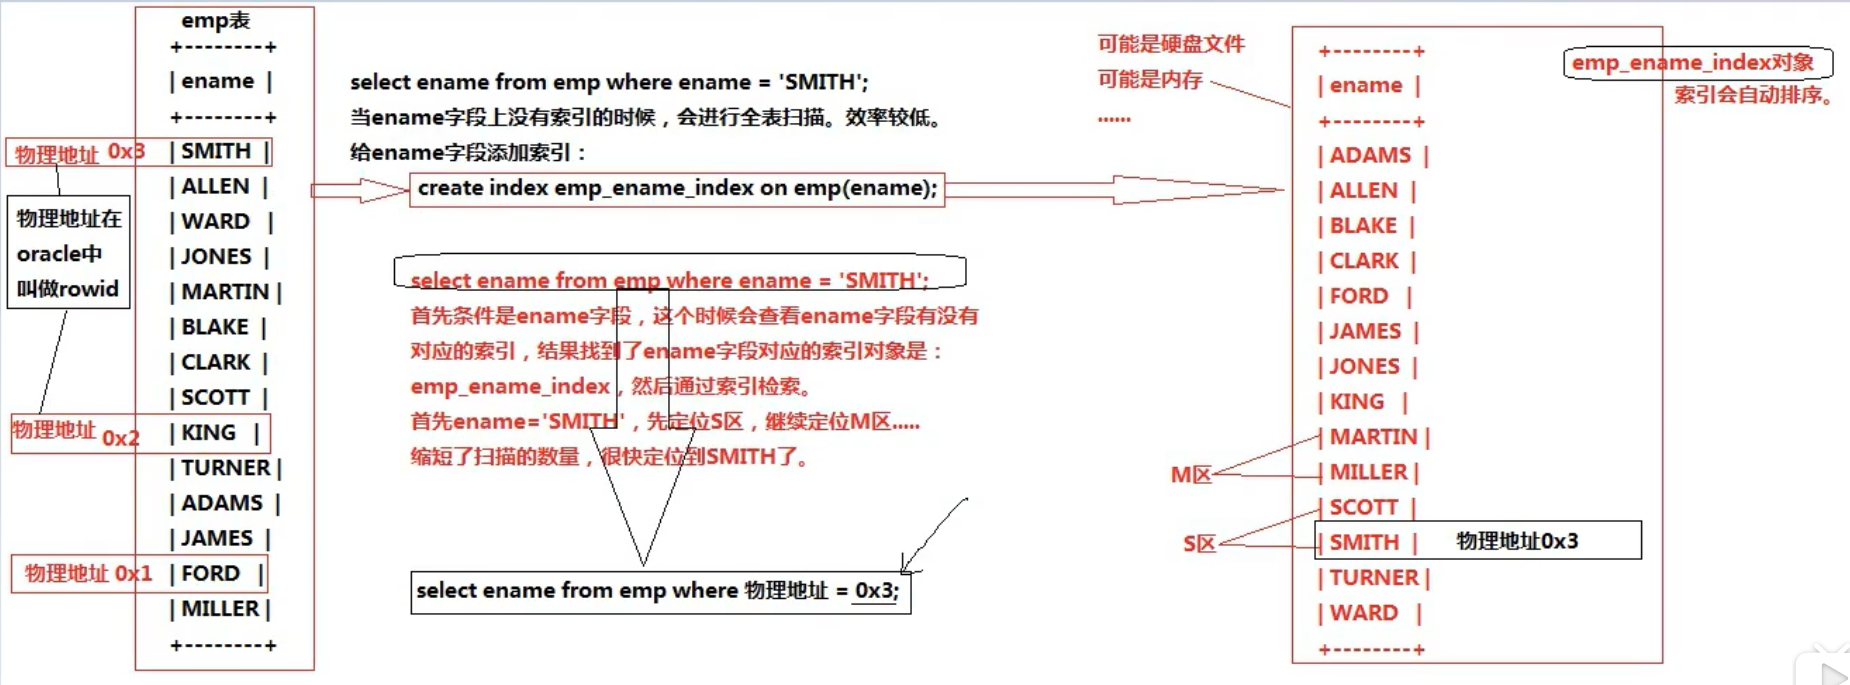 emp表
+--------+
| ename |
+--------+
物理地址 0x3 | SMITH |
| ALLEN |
| WARD |
| JONES |
| MARTIN |
| BLAKE |
| CLARK |
| SCOTT |
物理地址 0x2 | KING |
| TURNER |
| ADAMS |
| JAMES |
物理地址 0x1 | FORD |
| MILLER |
+--------+
物理地址在
oracle中
叫做rowid
select ename from emp where ename = 'SMITH';
当ename字段上没有索引的时候，会进行全表扫描。效率较低。
给ename字段添加索引：
create index emp_ename_index on emp(ename);
select ename from emp where ename = 'SMITH';
首先条件是ename字段，这个时候会查看ename字段有没有
对应的索引，结果找到了ename字段对应的索引对象是：
emp_ename_index，然后通过索引检索。
首先ename='SMITH'，先定位S区，继续定位M区.....
缩短了扫描的数量，很快定位到SMITH了。
select ename from emp where 物理地址 = 0x3;
可能是硬盘文件
可能是内存
......
emp_ename_index对象
索引会自动排序。
+--------+
| ename |
+--------+
| ADAMS |
| ALLEN |
| BLAKE |
| CLARK |
| FORD |
| JAMES |
| JONES |
| KING |
| MARTIN |
M区
| MILLER |
| SCOTT |
S区
| SMITH | 物理地址0x3
| TURNER |
| WARD |
+--------+